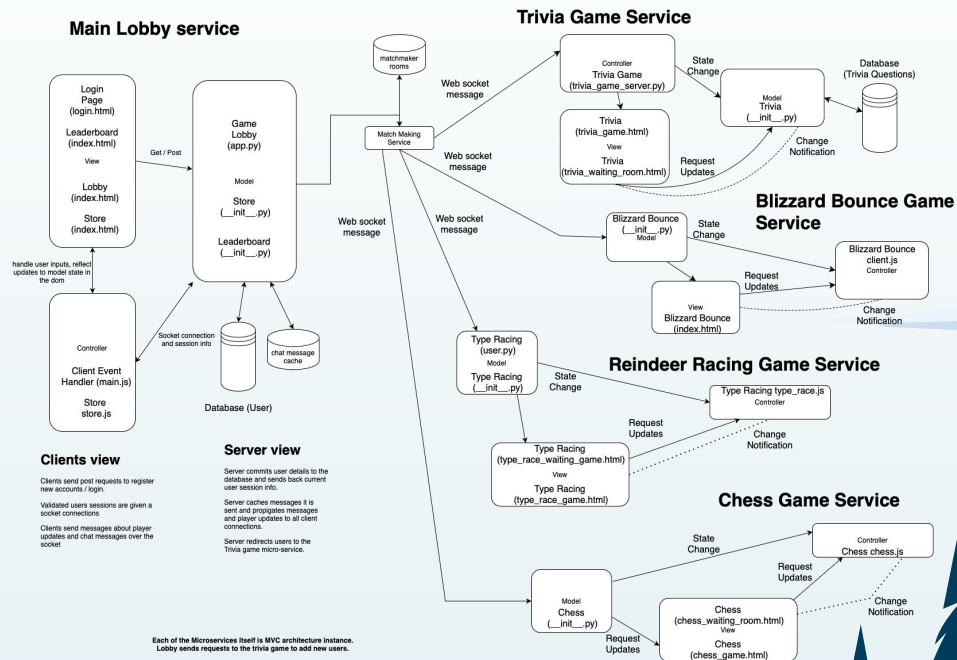 Main Lobby service
Login
Page
(login.html)
Leaderboard
(index.html)
View
Lobby
(index.html)
Store
(index.html)
Get / Post
Game
Lobby
(app.py)
Model
Store
(__init__.py)
Leaderboard
(__init__.py)
handle user inputs, reflect
updates to model state in
the dom
Controller
Client Event
Handler (main.js)
Store
store.js
Socket connection
and session info
chat message
cache
Database (User)
Clients view
Clients send post requests to register
new accounts / login.
Validated users sessions are given a
socket connections
Clients send messages about player
updates and chat messages over the
socket
Server view
Server commits user details to the
database and sends back current
user session info.
Server caches messages it is
sent and propigates messages
and player updates to all client
connections.
Server redirects users to the
Trivia game micro-service.
Each of the Microservices itself is MVC architecture instance.
Lobby sends requests to the trivia game to add new users.
matchmaker
rooms
Match Making
Service
Web socket
message
Web socket
message
Web socket
message
Web socket
message
Trivia Game Service
Controller
Trivia Game
(trivia_game_server.py)
State
Change
Model
Trivia
(__init__.py)
Database
(Trivia Questions)
Trivia
(trivia_game.html)
View
Trivia
(trivia_waiting_room.html)
Request
Updates
Change
Notification
Blizzard Bounce Game
Service
Blizzard Bounce
(__init__.py)
Model
State
Change
Blizzard Bounce
client.js
Controller
Request
Updates
View
Blizzard Bounce
(index.html)
Change
Notification
Reindeer Racing Game Service
Type Racing
(user.py)
Model
Type Racing
(__init__.py)
State
Change
Type Racing type_race.js
Controller
Request
Updates
Change
Notification
Type Racing
(type_race_waiting_game.html)
View
Type Racing
(type_race_game.html)
Chess Game Service
State
Change
Controller
Chess chess.js
Request
Updates
Model
Chess
(__init__.py)
Request
Updates
Chess
(chess_waiting_room.html)
View
Chess
(chess_game.html)
Change
Notification